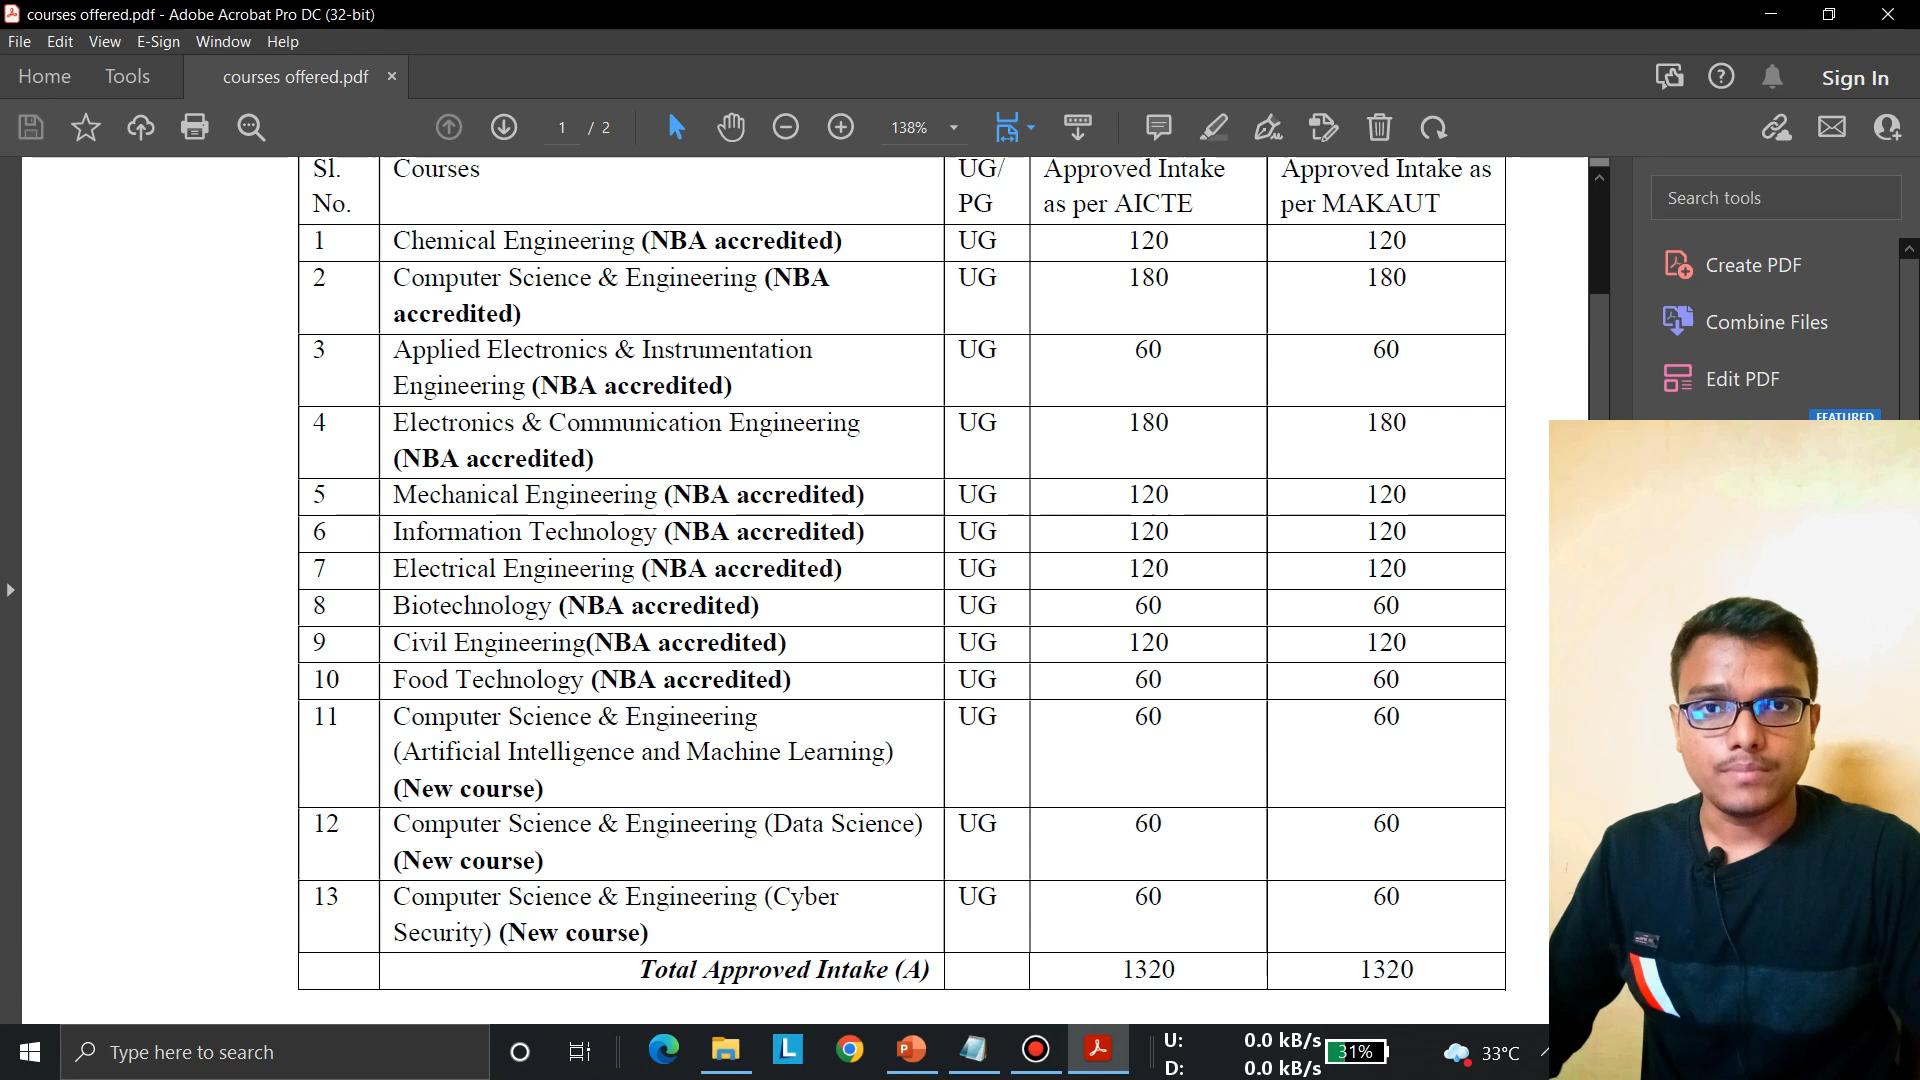 courses offered.pdf - Adobe Acrobat Pro DC (32-bit)
File Edit View E-Sign Window Help
Home Tools courses offered.pdf × Sign In
1 / 2 138%
Sl. No. Courses UG/ PG Approved Intake as per AICTE Approved Intake as per MAKAUT
1 Chemical Engineering (NBA accredited) UG 120 120
2 Computer Science & Engineering (NBA accredited) UG 180 180
3 Applied Electronics & Instrumentation Engineering (NBA accredited) UG 60 60
4 Electronics & Communication Engineering (NBA accredited) UG 180 180
5 Mechanical Engineering (NBA accredited) UG 120 120
6 Information Technology (NBA accredited) UG 120 120
7 Electrical Engineering (NBA accredited) UG 120 120
8 Biotechnology (NBA accredited) UG 60 60
9 Civil Engineering(NBA accredited) UG 120 120
10 Food Technology (NBA accredited) UG 60 60
11 Computer Science & Engineering (Artificial Intelligence and Machine Learning) (New course) UG 60 60
12 Computer Science & Engineering (Data Science) (New course) UG 60 60
13 Computer Science & Engineering (Cyber Security) (New course) UG 60 60
Total Approved Intake (A) 1320 1320
Search tools
Create PDF
Combine Files
Edit PDF
FEATURED
Type here to search
U: 0.0 kB/s
D: 0.0 kB/s
31%
33°C